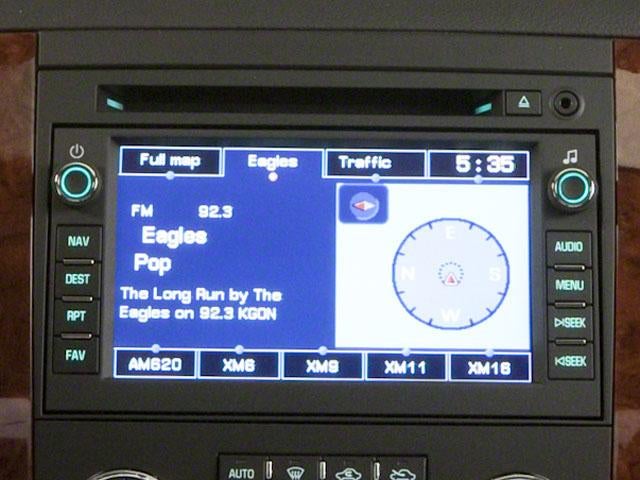 Full map Eagles Traffic 5:35
FM 92.3
Eagles
Pop
The Long Run by The
Eagles on 92.3 KGON
E
N S
W
AM620 XM6 XM9 XM11 XM16
NAV
DEST
RPT
FAV
AUDIO
MENU
SEEK
SEEK
AUTO